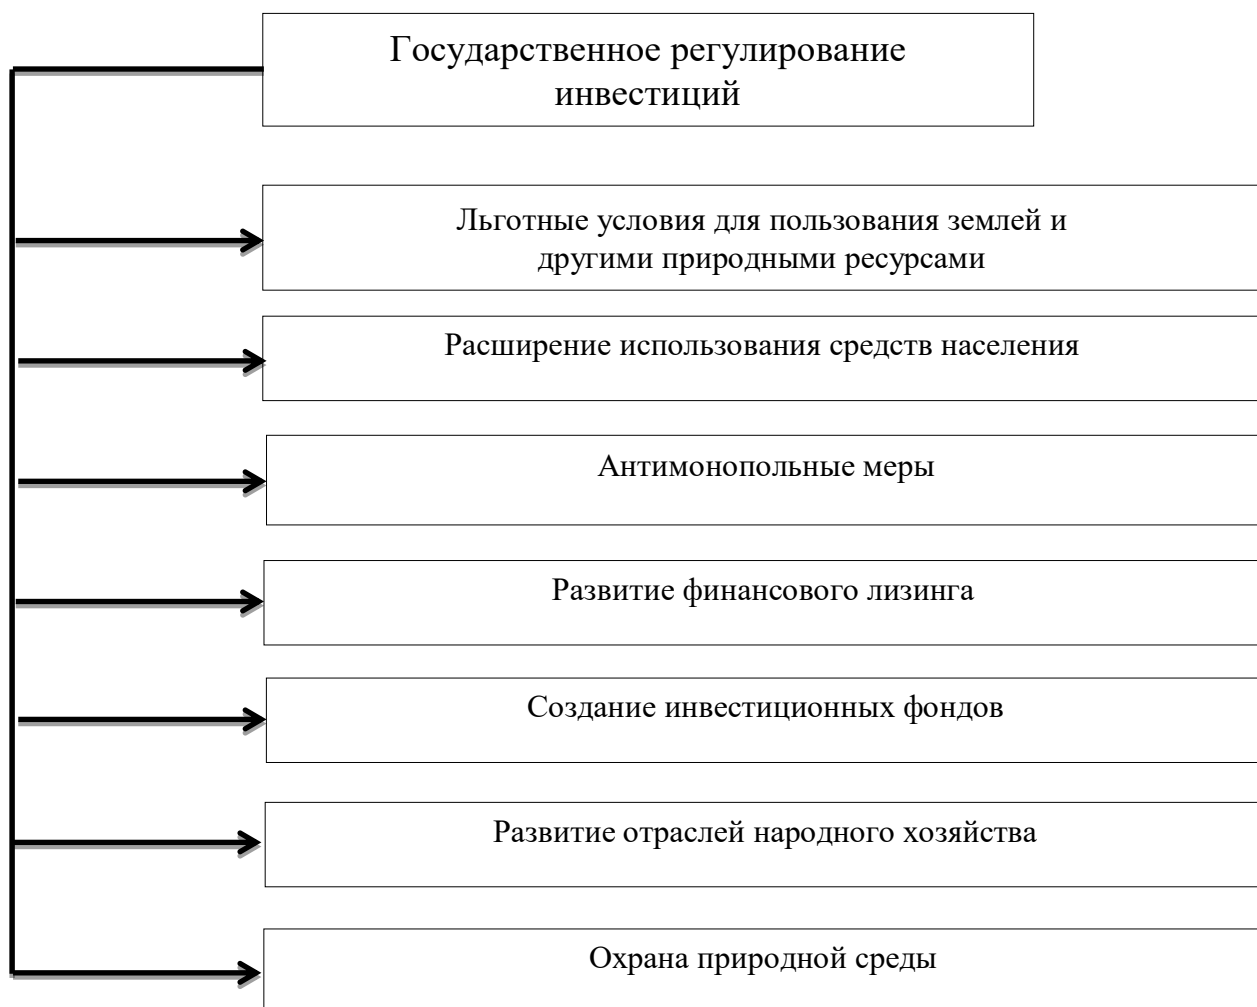 Государственное регулирование
инвестиций
Льготные условия для пользования землей и
другими природными ресурсами
Расширение использования средств населения
Антимонопольные меры
Развитие финансового лизинга
Создание инвестиционных фондов
Развитие отраслей народного хозяйства
Охрана природной среды